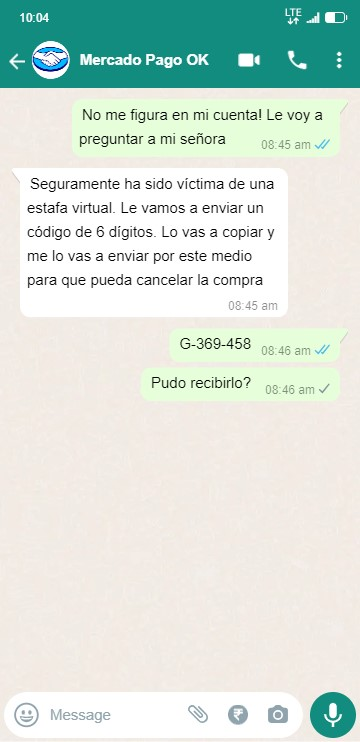 10:04
LTE
Mercado Pago OK
No me figura en mi cuenta! Le voy a
preguntar a mi señora
08:45 am
Seguramente ha sido víctima de una
estafa virtual. Le vamos a enviar un
código de 6 dígitos. Lo vas a copiar y
me lo vas a enviar por este medio
para que pueda cancelar la compra
08:45 am
G-369-458 08:46 am
Pudo recibirlo? 08:46 am
Message